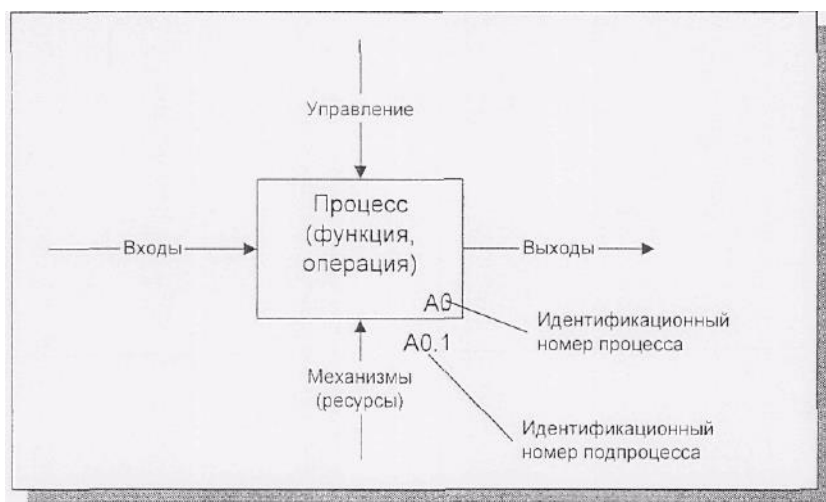 Управление
Процесс
(функция,
операция)
Входы
Выходы
A0
Идентификационный
номер процесса
A0.1
Механизмы
(ресурсы)
Идентификационный
номер подпроцесса